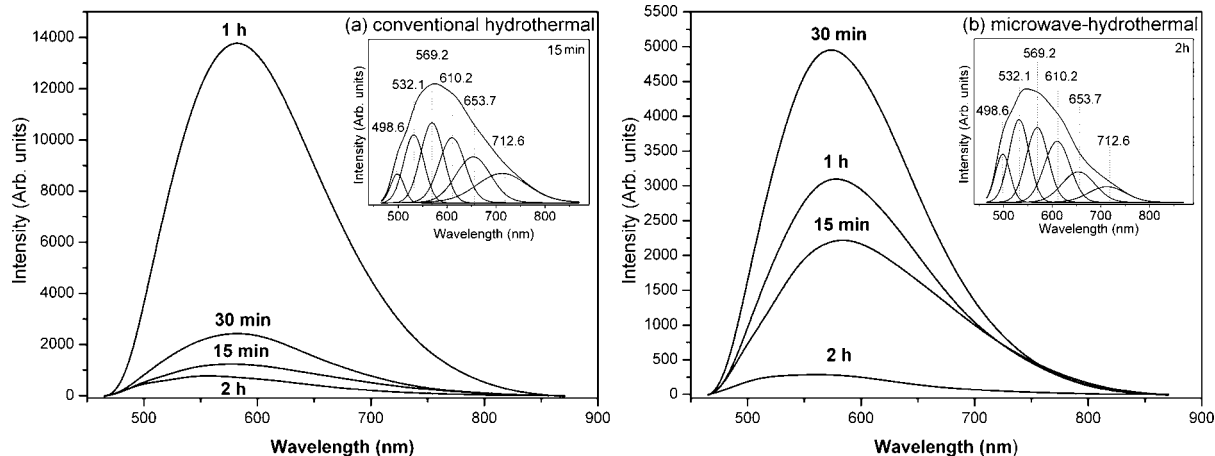 (a) conventional hydrothermal
Intensity (Arb. units)
14000
12000
10000
8000
6000
4000
2000
0
1 h
30 min
15 min
2 h
500
600
700
800
900
Wavelength (nm)
15 min
Intensity (Arb. units)
498.6
532.1
569.2
610.2
653.7
712.6
500 600 700 800
Wavelength (nm)
(b) microwave-hydrothermal
Intensity (Arb. units)
5500
5000
4500
4000
3500
3000
2500
2000
1500
1000
500
0
30 min
1 h
15 min
2 h
500
600
700
800
900
Wavelength (nm)
2h
Intensity (Arb. units)
498.6
532.1
569.2
610.2
653.7
712.6
500 600 700 800
Wavelength (nm)